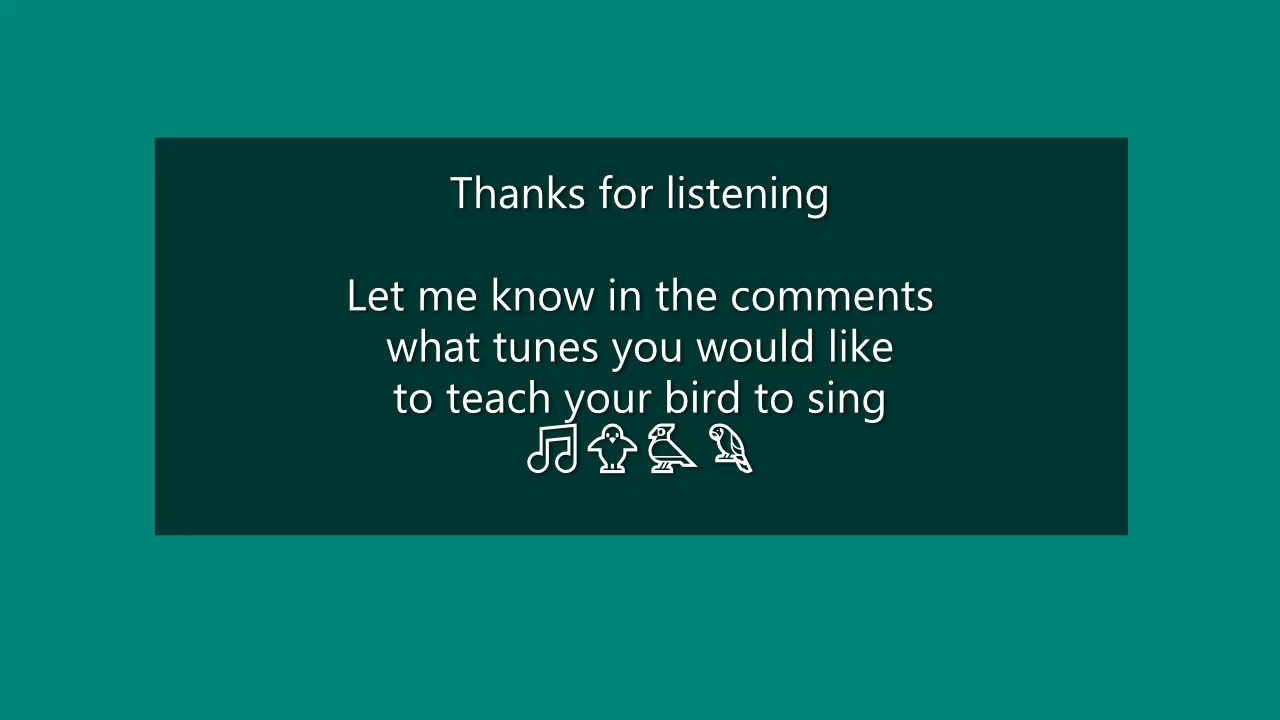 Thanks for listening
Let me know in the comments
what tunes you would like
to teach your bird to sing
🎵🐧🐦🦜